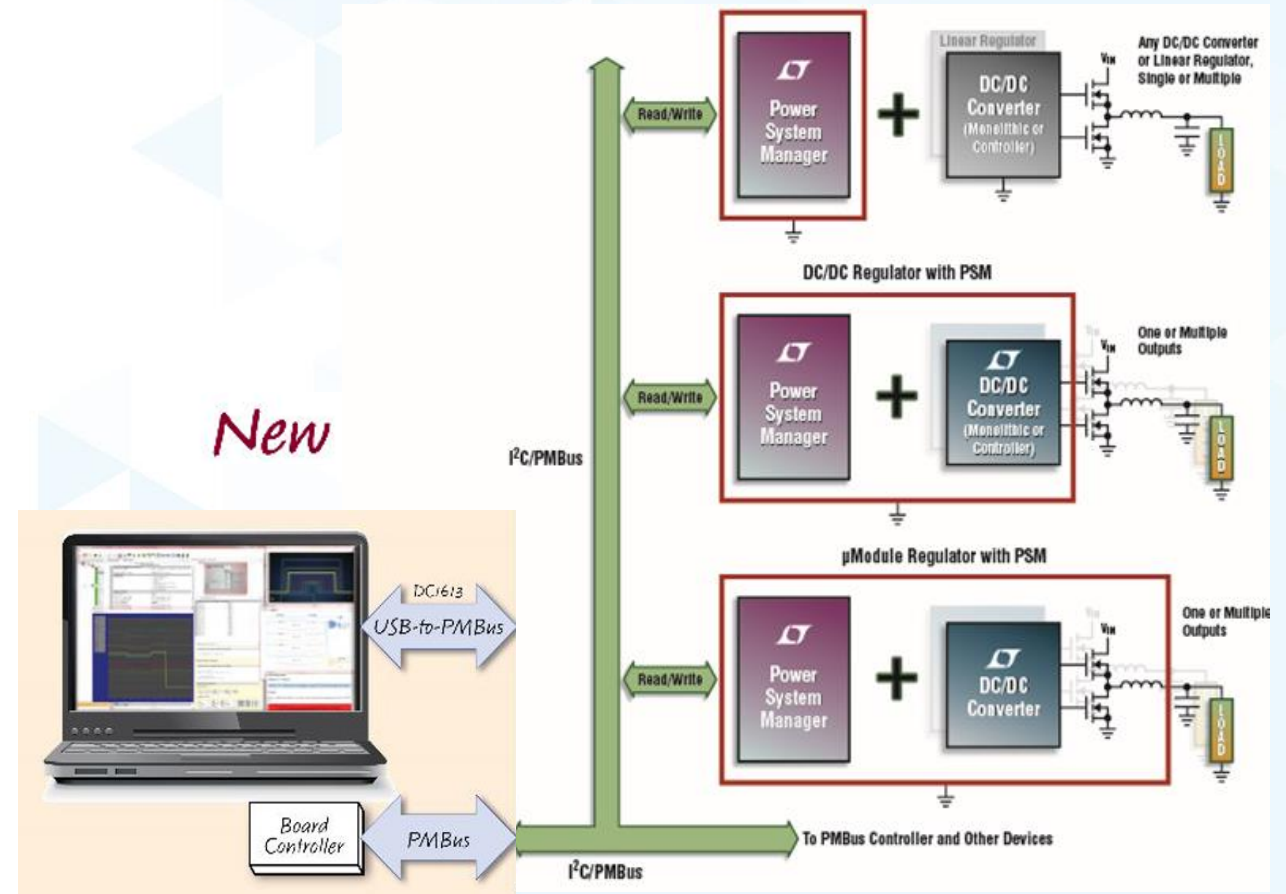 Linear Regulator
Power
System
Manager
DC/DC
Converter
(Monolithic or
Controller)
VIN
Any DC/DC Converter
or Linear Regulator,
Single or Multiple
LOAD
Read/Write
DC/DC Regulator with PSM
Power
System
Manager
DC/DC
Converter
(Monolithic or
Controller)
VIN
VIN
One or Multiple
Outputs
LOAD
Read/Write
New
I²C/PMBus
µModule Regulator with PSM
Power
System
Manager
DC/DC
Converter
VIN
VIN
One or Multiple
Outputs
LOAD
Read/Write
DC1613
USB-to-PMBus
Board
Controller
PMBus
To PMBus Controller and Other Devices
I²C/PMBus